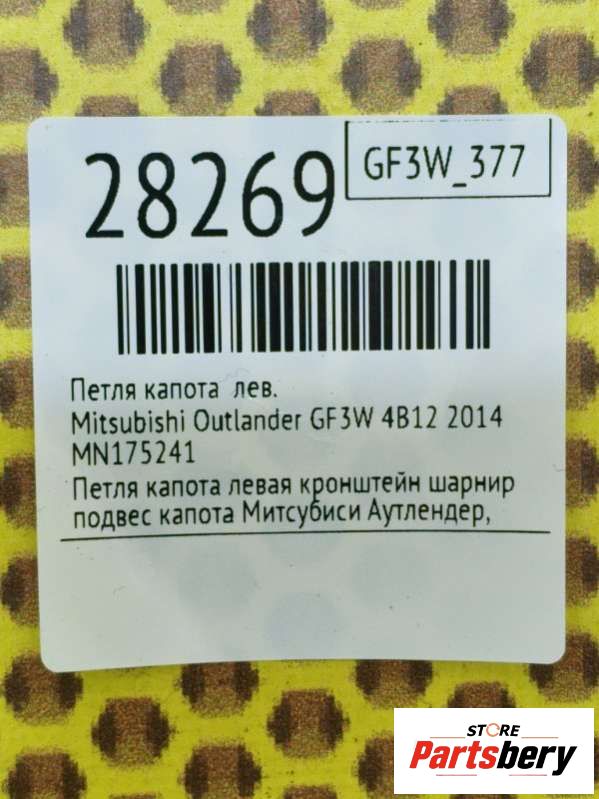 28269
GF3W_377
Петля капота лев.
Mitsubishi Outlander GF3W 4B12 2014
MN175241
Петля капота левая кронштейн шарнир
подвес капота Митсубиси Аутлендер,
STORE
Partsbery